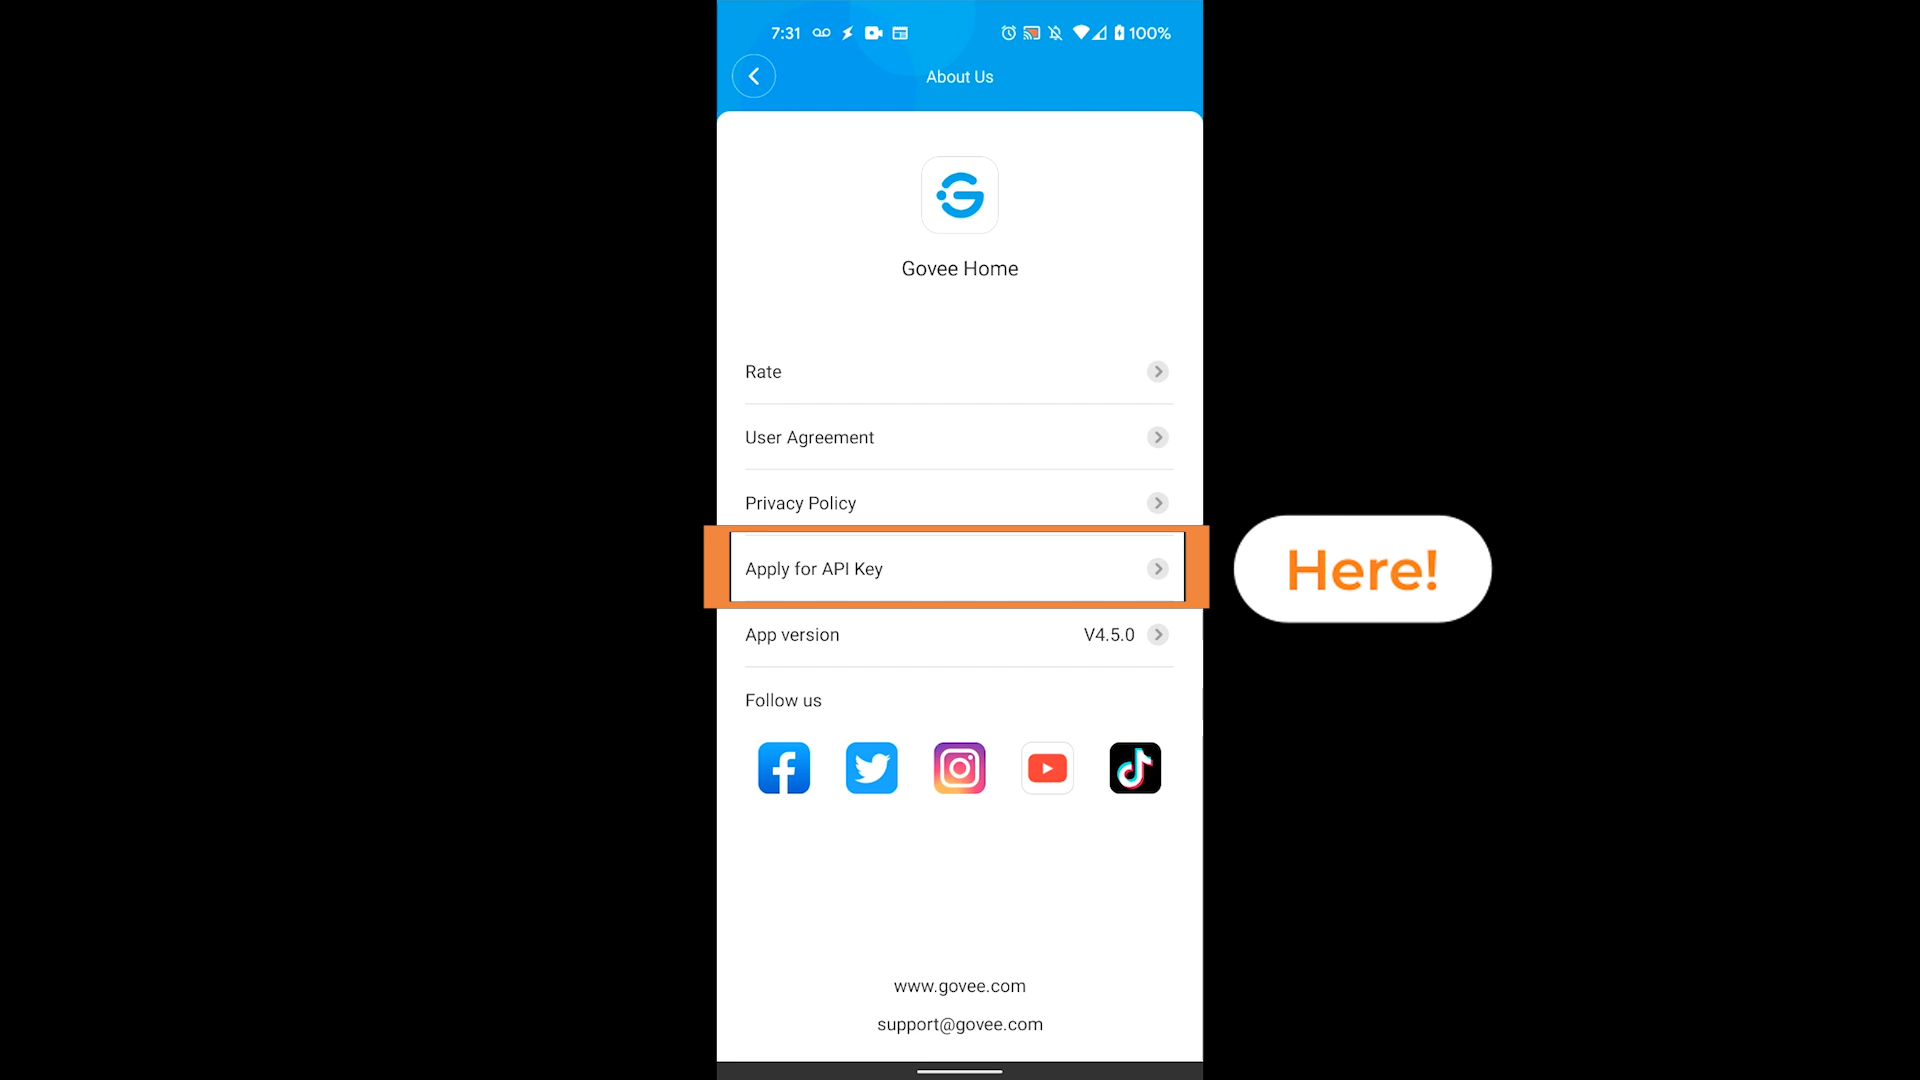 7:31 100%
About Us
Govee Home
Rate
User Agreement
Privacy Policy
Apply for API Key
Here!
App version V4.5.0
Follow us
www.govee.com
support@govee.com